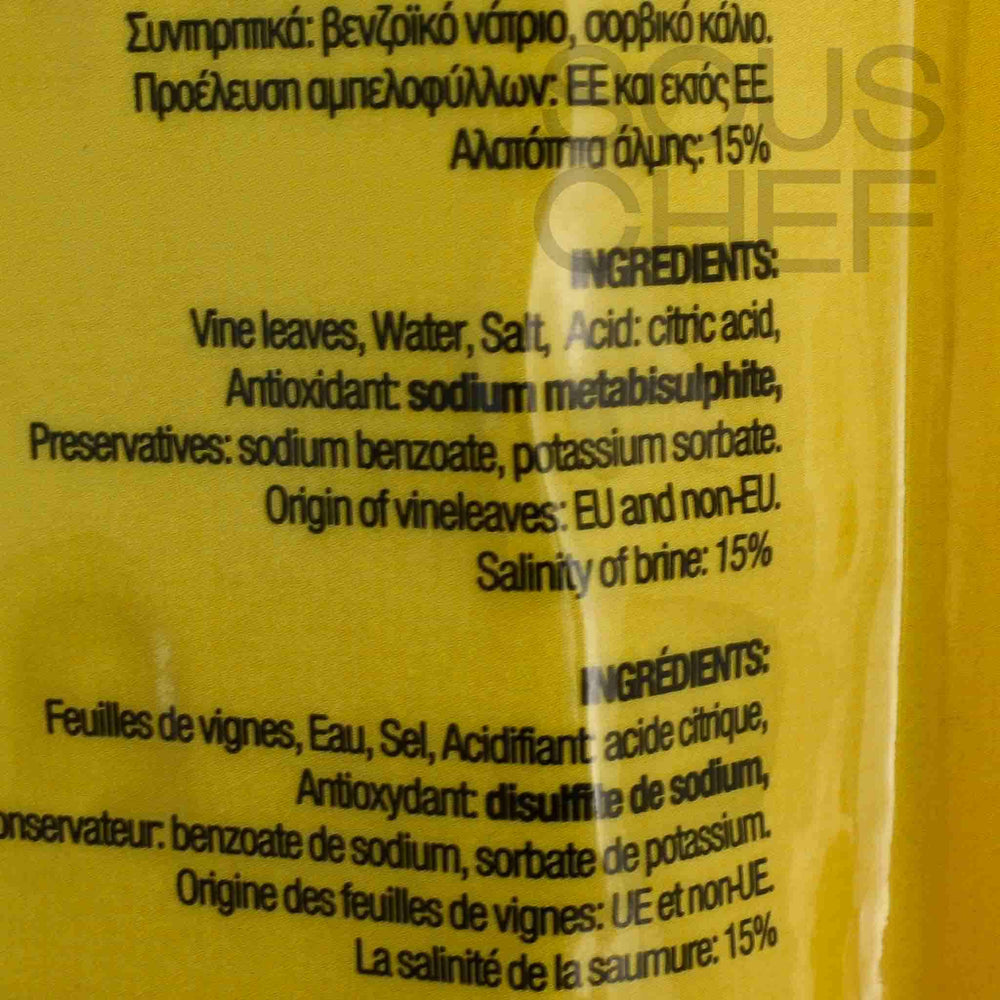 Συντηρητικά: βενζοϊκό νάτριο, σορβικό κάλιο.
Προέλευση αμπελοφύλλων: ΕΕ και εκτός ΕΕ.
Αλατότητα άλμης: 15%
SOUS
CHEF
INGREDIENTS:
Vine leaves, Water, Salt, Acid: citric acid,
Antioxidant: sodium metabisulphite,
Preservatives: sodium benzoate, potassium sorbate.
Origin of vineleaves: EU and non-EU.
Salinity of brine: 15%
INGRÉDIENTS:
Feuilles de vignes, Eau, Sel, Acidifiant: acide citrique,
Antioxydant: disulfite de sodium,
onservateur: benzoate de sodium, sorbate de potassium.
Origine des feuilles de vignes: UE et non-UE.
La salinité de la saumure: 15%